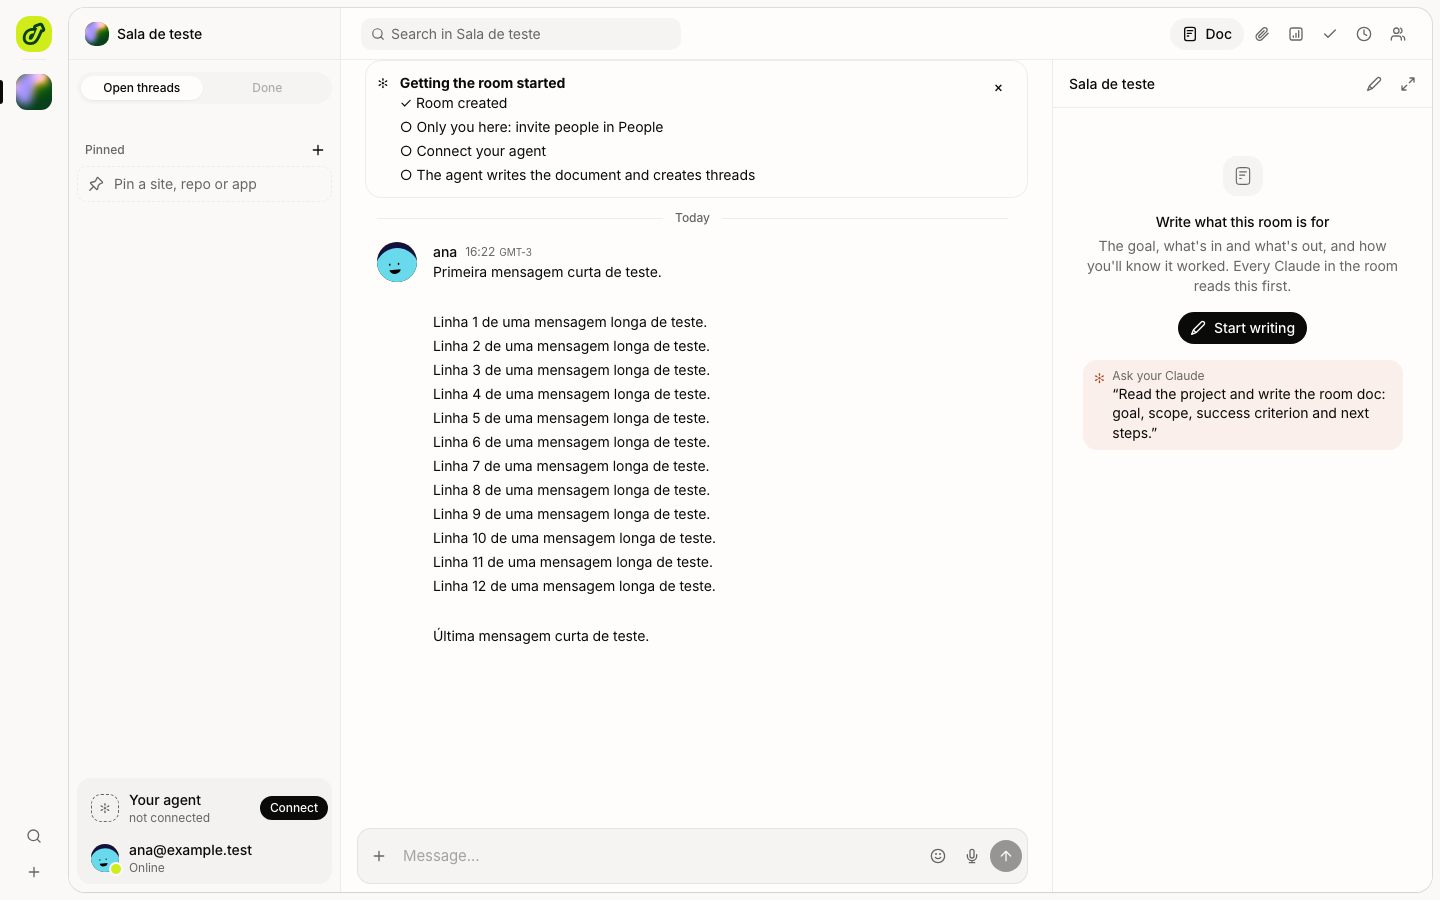 Sala de teste
Search in Sala de teste
Doc
Open threads
Done
Pinned
Pin a site, repo or app
Getting the room started
✓ Room created
Only you here: invite people in People
Connect your agent
The agent writes the document and creates threads
Today
ana 16:22 GMT-3
Primeira mensagem curta de teste.
Linha 1 de uma mensagem longa de teste.
Linha 2 de uma mensagem longa de teste.
Linha 3 de uma mensagem longa de teste.
Linha 4 de uma mensagem longa de teste.
Linha 5 de uma mensagem longa de teste.
Linha 6 de uma mensagem longa de teste.
Linha 7 de uma mensagem longa de teste.
Linha 8 de uma mensagem longa de teste.
Linha 9 de uma mensagem longa de teste.
Linha 10 de uma mensagem longa de teste.
Linha 11 de uma mensagem longa de teste.
Linha 12 de uma mensagem longa de teste.
Última mensagem curta de teste.
Message...
Your agent
not connected
Connect
ana@example.test
Online
Sala de teste
Write what this room is for
The goal, what's in and what's out, and how
you'll know it worked. Every Claude in the room
reads this first.
Start writing
Ask your Claude
“Read the project and write the room doc:
goal, scope, success criterion and next
steps.”